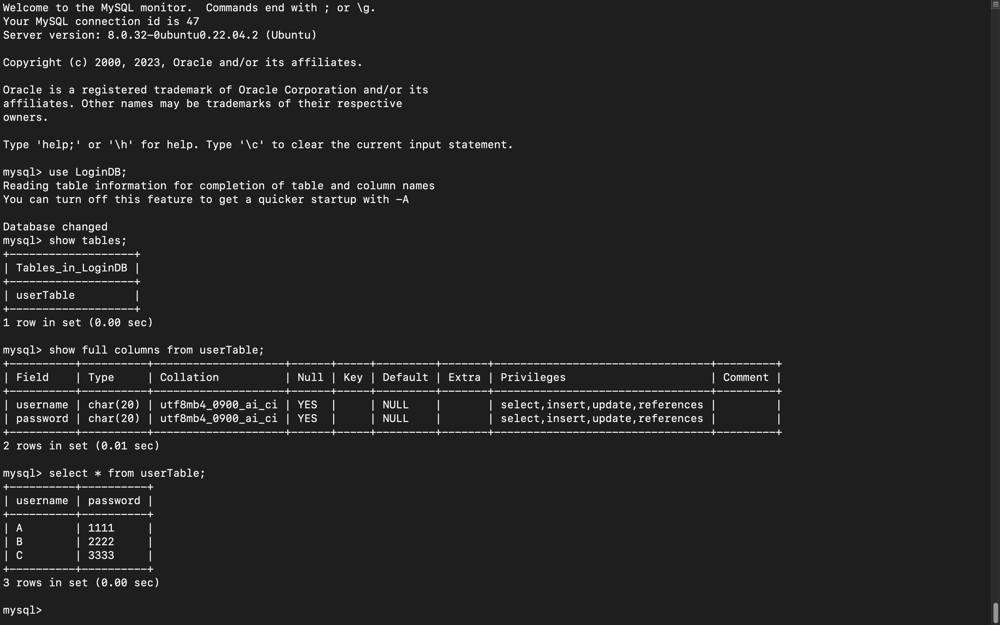 Welcome to the MySQL monitor.  Commands end with ; or \g.
Your MySQL connection id is 47
Server version: 8.0.32-0ubuntu0.22.04.2 (Ubuntu)

Copyright (c) 2000, 2023, Oracle and/or its affiliates.

Oracle is a registered trademark of Oracle Corporation and/or its
affiliates. Other names may be trademarks of their respective
owners.

Type 'help;' or '\h' for help. Type '\c' to clear the current input statement.

mysql> use LoginDB;
Reading table information for completion of table and column names
You can turn off this feature to get a quicker startup with -A

Database changed
mysql> show tables;
+-------------------+
| Tables_in_LoginDB |
+-------------------+
| userTable         |
+-------------------+
1 row in set (0.00 sec)

mysql> show full columns from userTable;
+----------+----------+--------------------+------+-----+---------+-------+---------------------------------+---------+
| Field    | Type     | Collation          | Null | Key | Default | Extra | Privileges                      | Comment |
+----------+----------+--------------------+------+-----+---------+-------+---------------------------------+---------+
| username | char(20) | utf8mb4_0900_ai_ci | YES  |     | NULL    |       | select,insert,update,references |         |
| password | char(20) | utf8mb4_0900_ai_ci | YES  |     | NULL    |       | select,insert,update,references |         |
+----------+----------+--------------------+------+-----+---------+-------+---------------------------------+---------+
2 rows in set (0.01 sec)

mysql> select * from userTable;
+----------+----------+
| username | password |
+----------+----------+
| A        | 1111     |
| B        | 2222     |
| C        | 3333     |
+----------+----------+
3 rows in set (0.00 sec)

mysql>